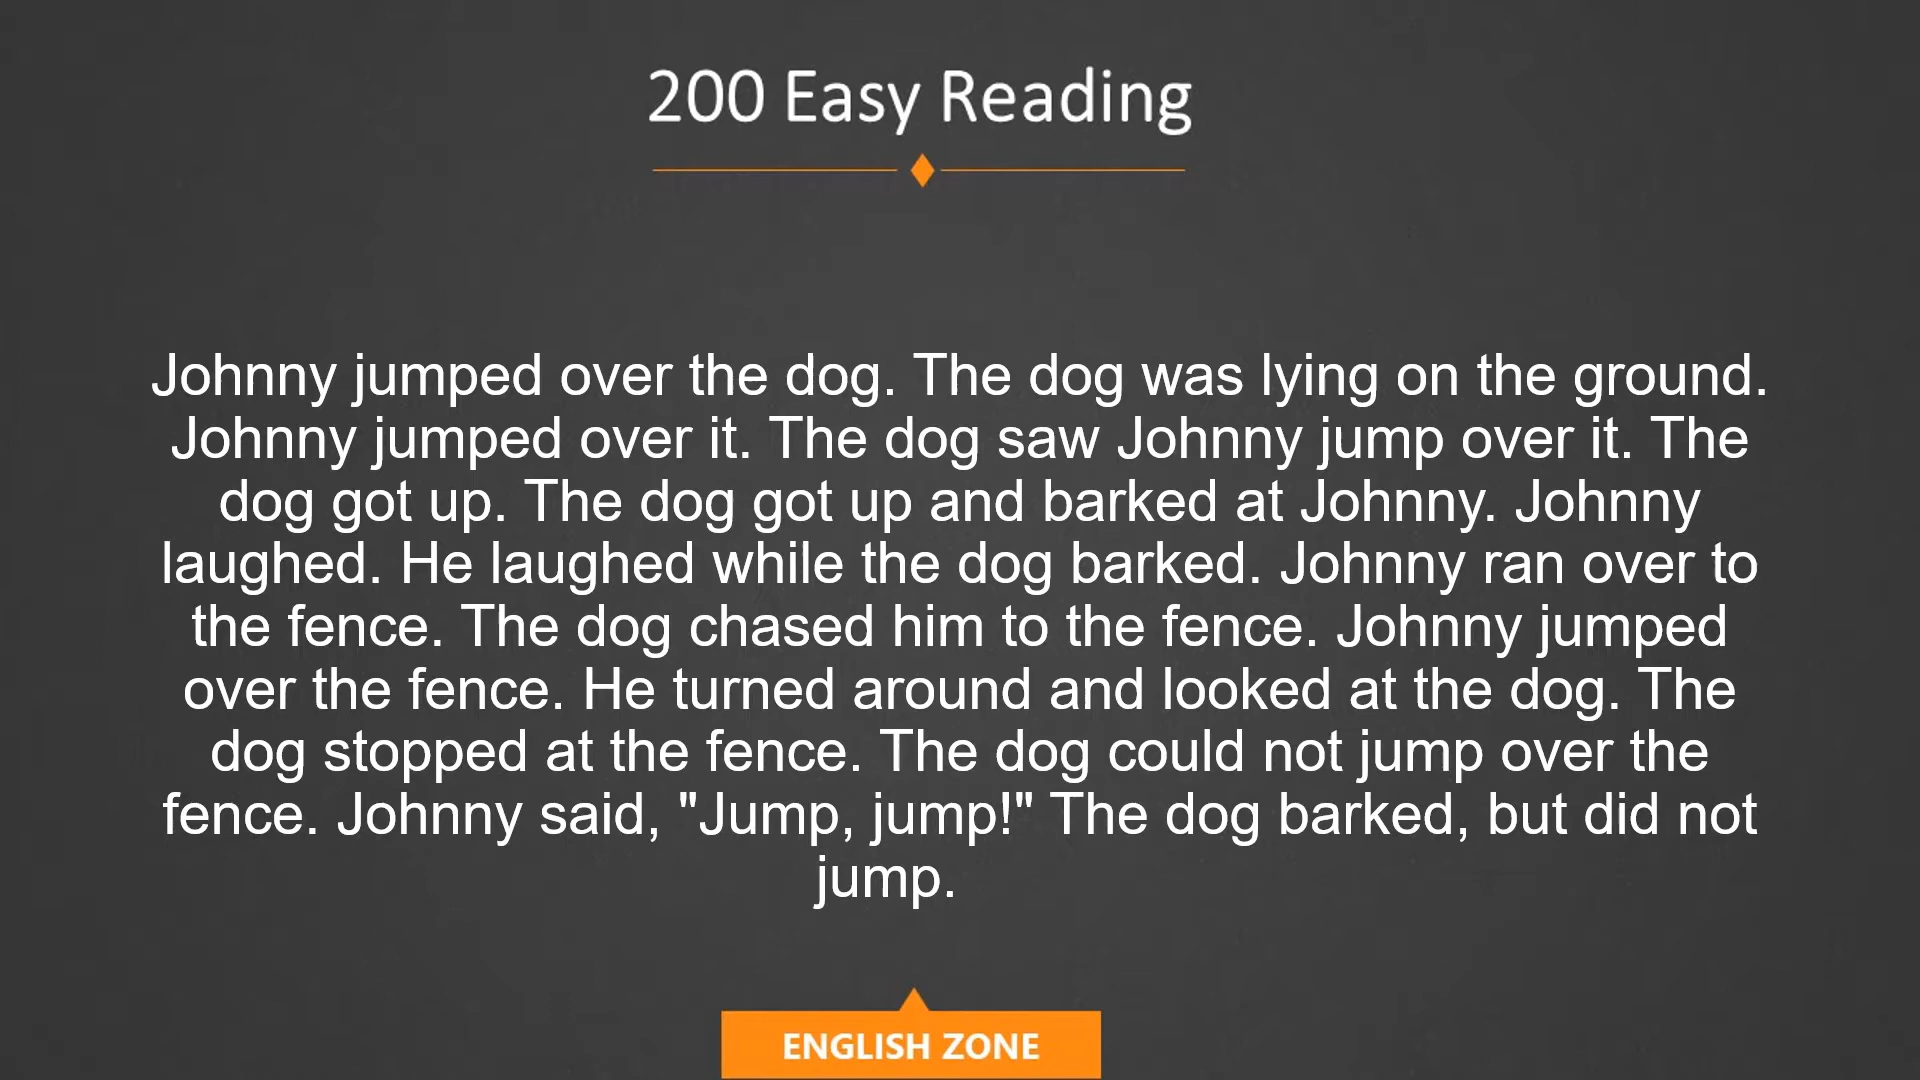 200 Easy Reading
Johnny jumped over the dog. The dog was lying on the ground.
Johnny jumped over it. The dog saw Johnny jump over it. The
dog got up. The dog got up and barked at Johnny. Johnny
laughed. He laughed while the dog barked. Johnny ran over to
the fence. The dog chased him to the fence. Johnny jumped
over the fence. He turned around and looked at the dog. The
dog stopped at the fence. The dog could not jump over the
fence. Johnny said, "Jump, jump!" The dog barked, but did not
jump.
ENGLISH ZONE